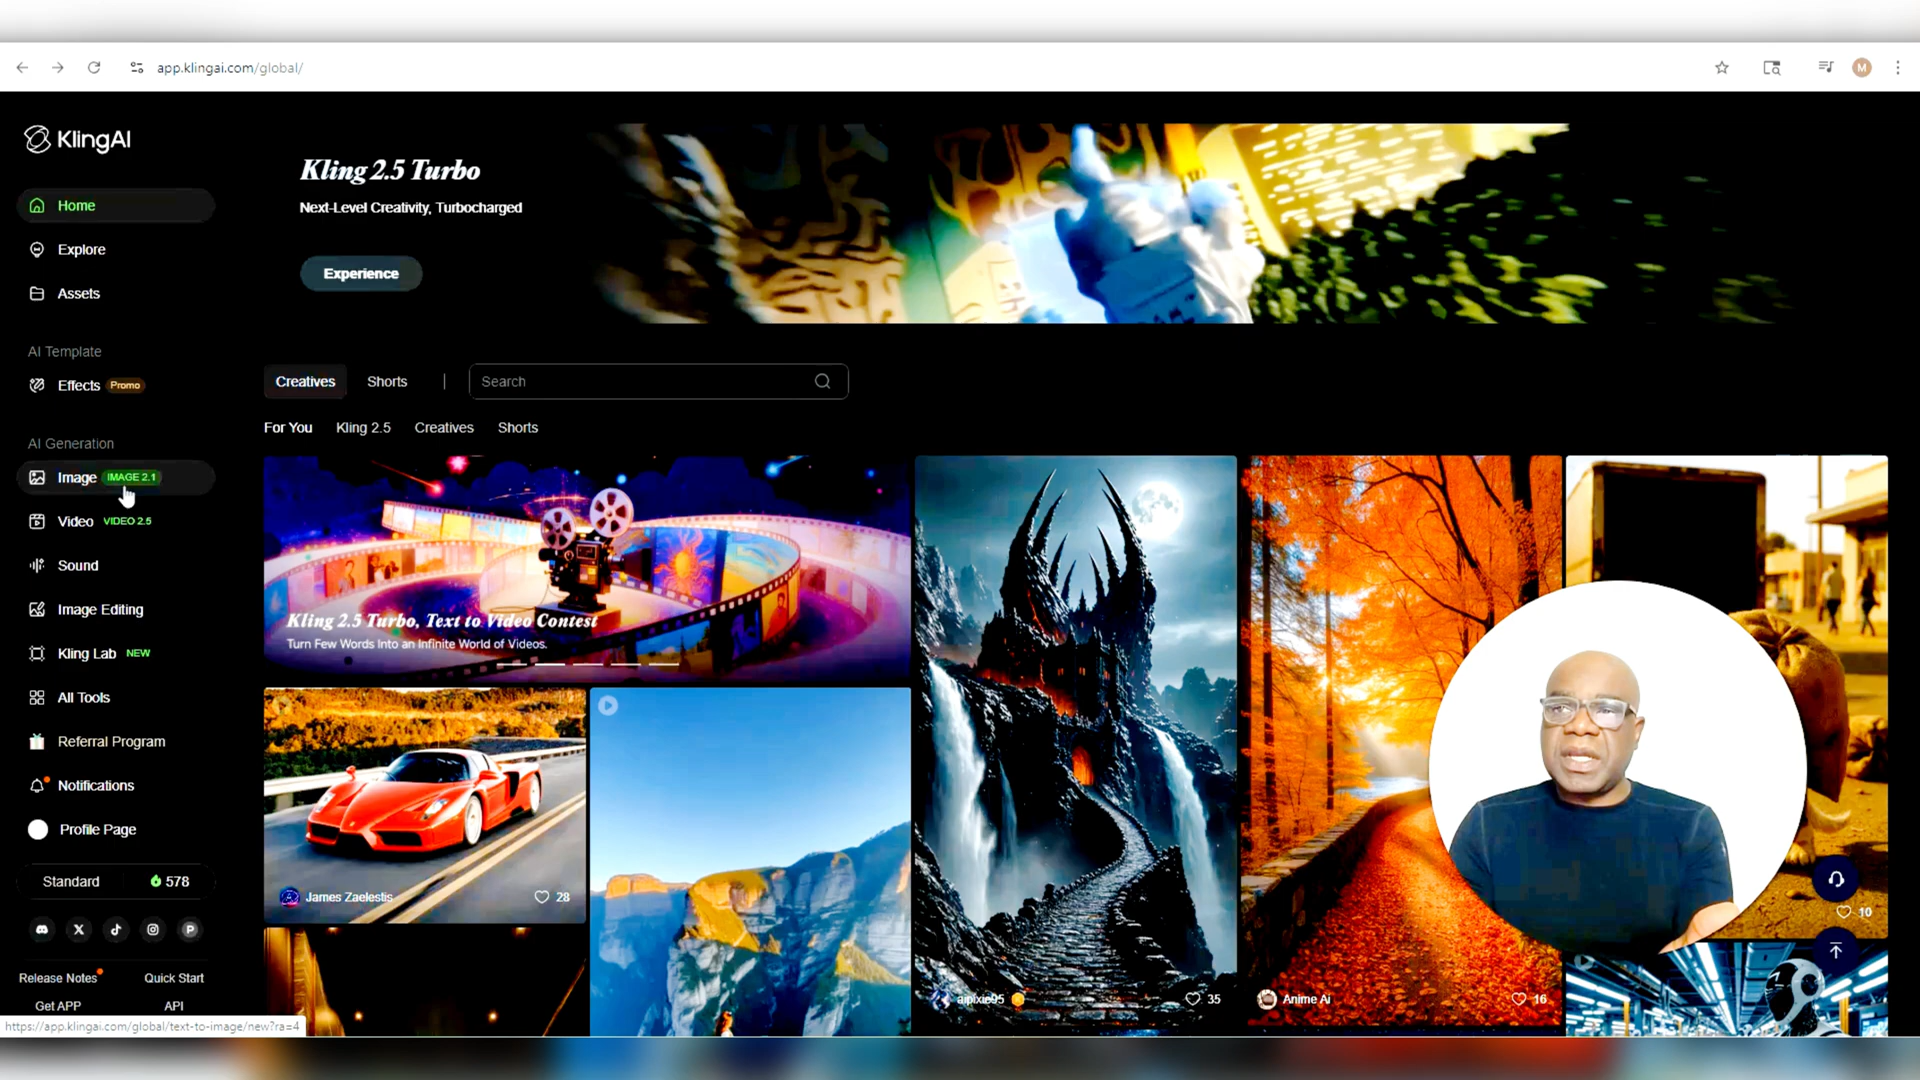 app.klingai.com/global/
M
KlingAI
Home
Explore
Assets
AI Template
Effects Promo
AI Generation
Image IMAGE 2.1
Video VIDEO 2.5
Sound
Image Editing
Kling Lab NEW
All Tools
Referral Program
Notifications
Profile Page
Standard 578
Release Notes Quick Start
Get APP API
https://app.klingai.com/global/text-to-image/new?ra=4
Kling 2.5 Turbo
Next-Level Creativity, Turbocharged
Experience
Creatives Shorts | Search
For You Kling 2.5 Creatives Shorts
Kling 2.5 Turbo, Text to Video Contest
Turn Few Words Into an Infinite World of Videos.
James Zaelestis 28
aipixie95 35
Anime Ai 16
10